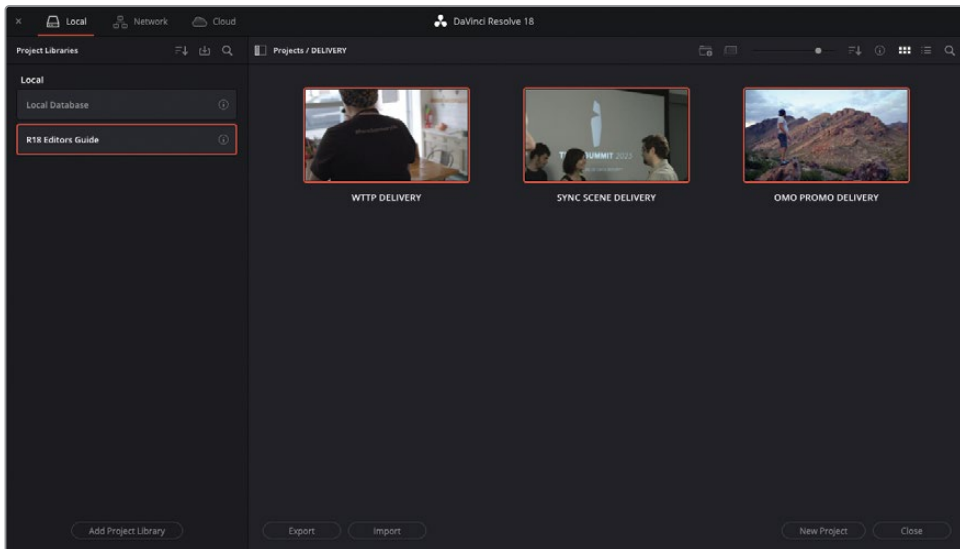 × Local Network Cloud DaVinci Resolve 18
Project Libraries Projects / DELIVERY
Local
Local Database
R18 Editors Guide
WTTP DELIVERY SYNC SCENE DELIVERY OMO PROMO DELIVERY
Add Project Library Export Import New Project Close